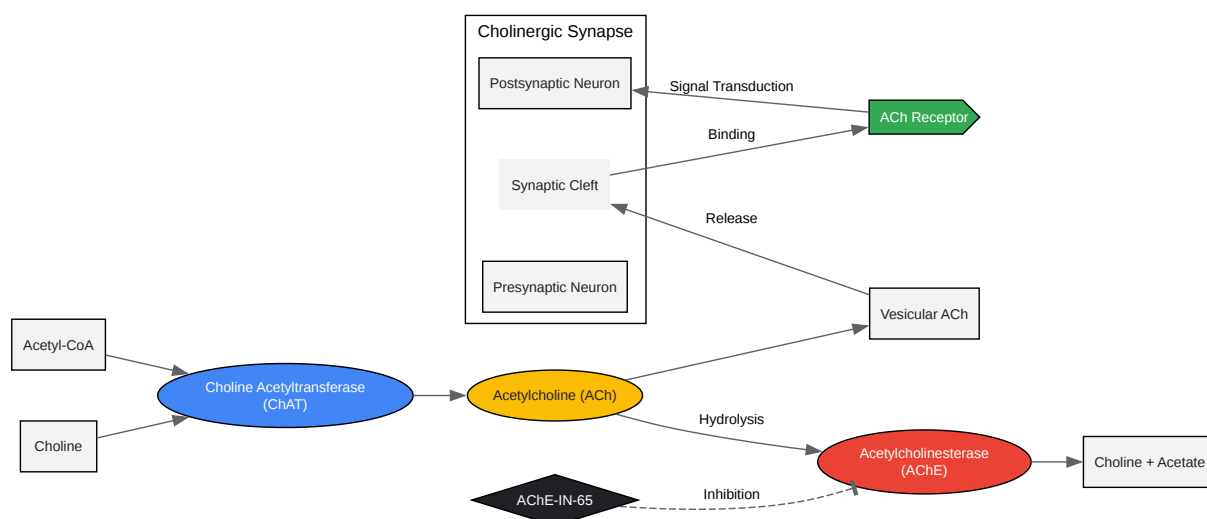 Cholinergic Synapse
Postsynaptic Neuron
Signal Transduction
ACh Receptor
Binding
Synaptic Cleft
Release
Presynaptic Neuron
Vesicular ACh
Acetyl-CoA
Choline Acetyltransferase
(ChAT)
Acetylcholine (ACh)
Choline
Hydrolysis
Acetylcholinesterase
(AChE)
Choline + Acetate
AChE-IN-65
Inhibition